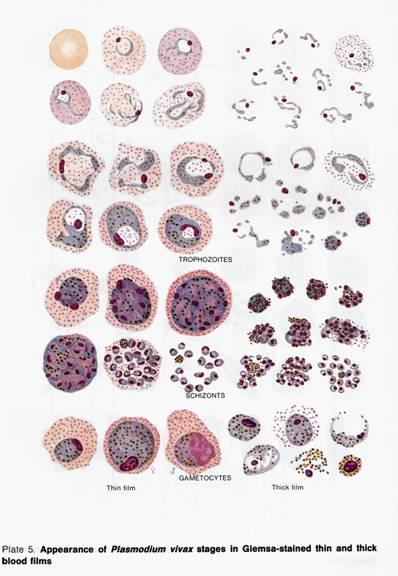 TROPHOZOITES
SCHIZONTS
♀ ♂
GAMETOCYTES
Thin film Thick film
Plate 5. Appearance of Plasmodium vivax stages in Giemsa-stained thin and thick
blood films